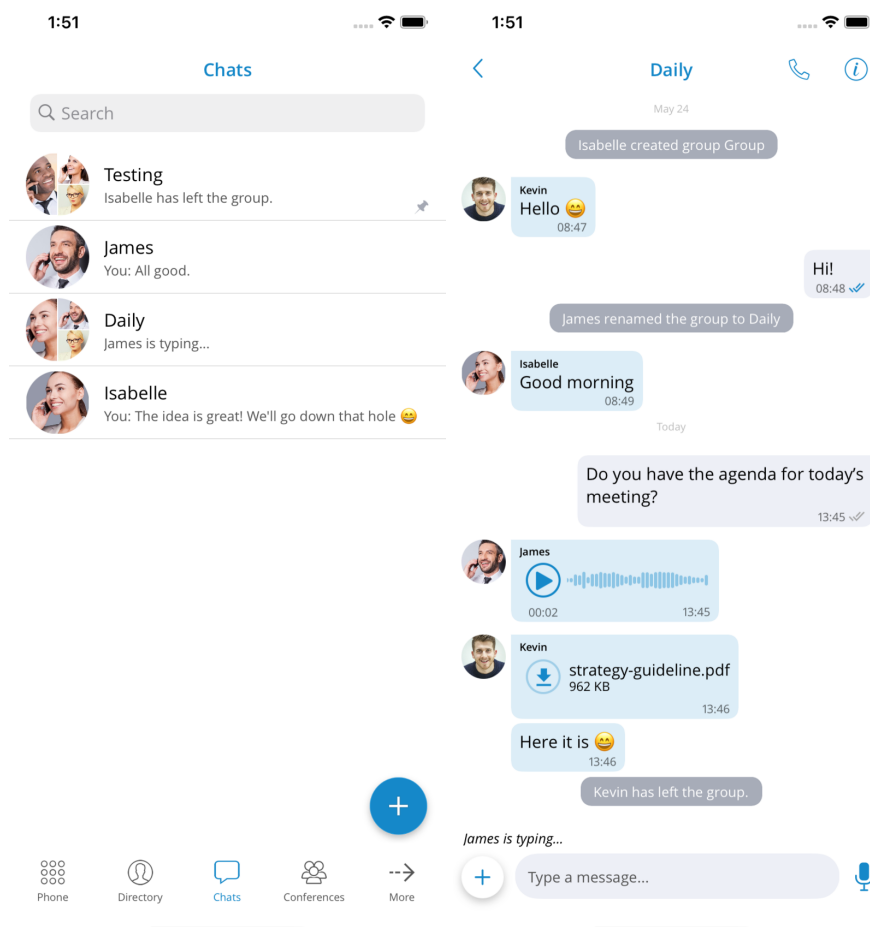 1:51
Chats
Search
Testing
Isabelle has left the group.
James
You: All good.
Daily
James is typing...
Isabelle
You: The idea is great! We'll go down that hole 😄
Phone
Directory
Chats
Conferences
More
1:51
Daily
May 24
Isabelle created group Group
Kevin
Hello 😄
08:47
Hi!
08:48
James renamed the group to Daily
Isabelle
Good morning
08:49
Today
Do you have the agenda for today’s
meeting?
13:45
James
00:02 13:45
Kevin
strategy-guideline.pdf
962 KB
13:46
Here it is 😄
13:46
Kevin has left the group.
James is typing...
Type a message...